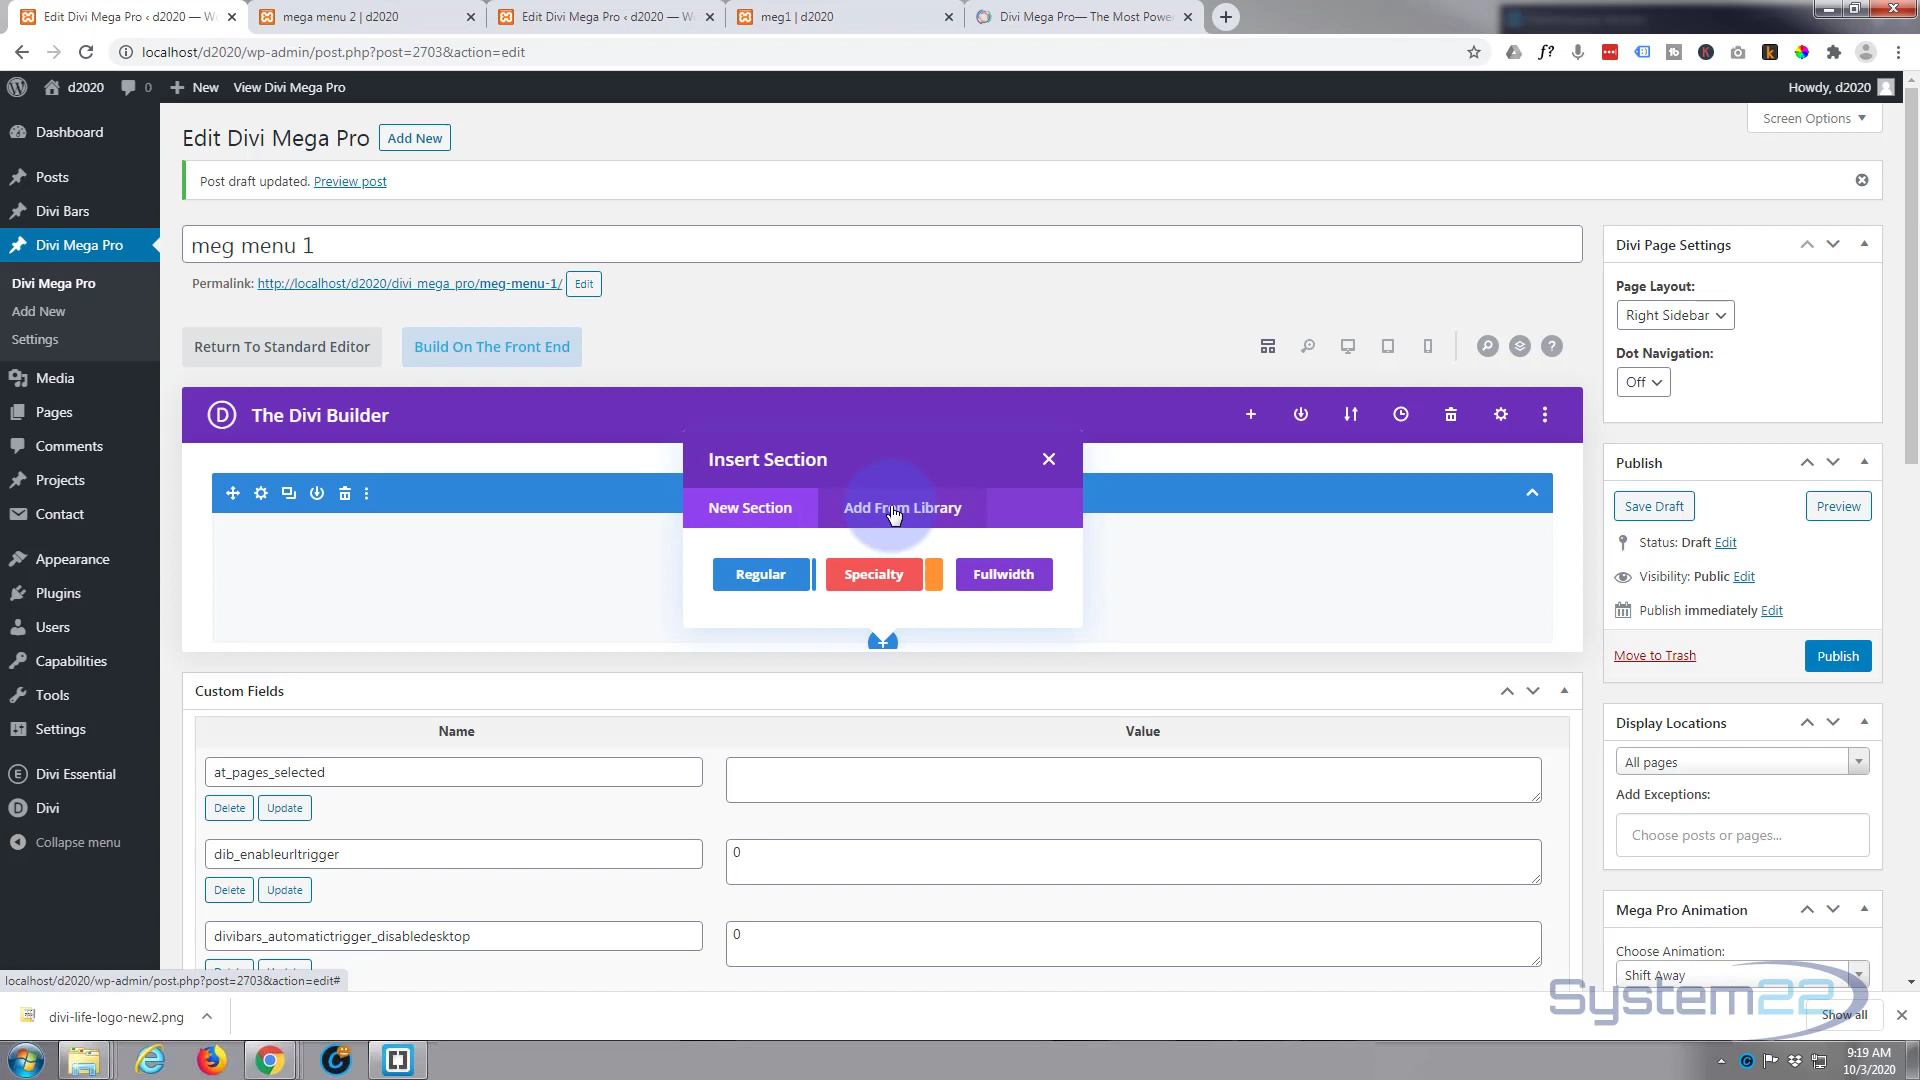 Edit Divi Mega Pro ‹ d2020 — W
mega menu 2 | d2020
Edit Divi Mega Pro ‹ d2020 — W
meg1 | d2020
Divi Mega Pro— The Most Powe
localhost/d2020/wp-admin/post.php?post=2703&action=edit
d2020
0
New
View Divi Mega Pro
Howdy, d2020
Dashboard
Posts
Divi Bars
Divi Mega Pro
Divi Mega Pro
Add New
Settings
Media
Pages
Comments
Projects
Contact
Appearance
Plugins
Users
Capabilities
Tools
Settings
Divi Essential
Divi
Collapse menu
Screen Options
Edit Divi Mega Pro
Add New
Post draft updated. Preview post
meg menu 1
Permalink: http://localhost/d2020/divi_mega_pro/meg-menu-1/ Edit
Return To Standard Editor
Build On The Front End
The Divi Builder
Insert Section
New Section
Add From Library
Regular
Specialty
Fullwidth
Custom Fields
Name
Value
at_pages_selected
Delete
Update
dib_enableurltrigger
0
Delete
Update
divibars_automatictrigger_disabledesktop
0
Divi Page Settings
Page Layout:
Right Sidebar
Dot Navigation:
Off
Publish
Save Draft
Preview
Status: Draft Edit
Visibility: Public Edit
Publish immediately Edit
Move to Trash
Publish
Display Locations
All pages
Add Exceptions:
Choose posts or pages...
Mega Pro Animation
Choose Animation:
Shift Away
localhost/d2020/wp-admin/post.php?post=2703&action=edit#
divi-life-logo-new2.png
System22
Show all
9:19 AM
10/3/2020